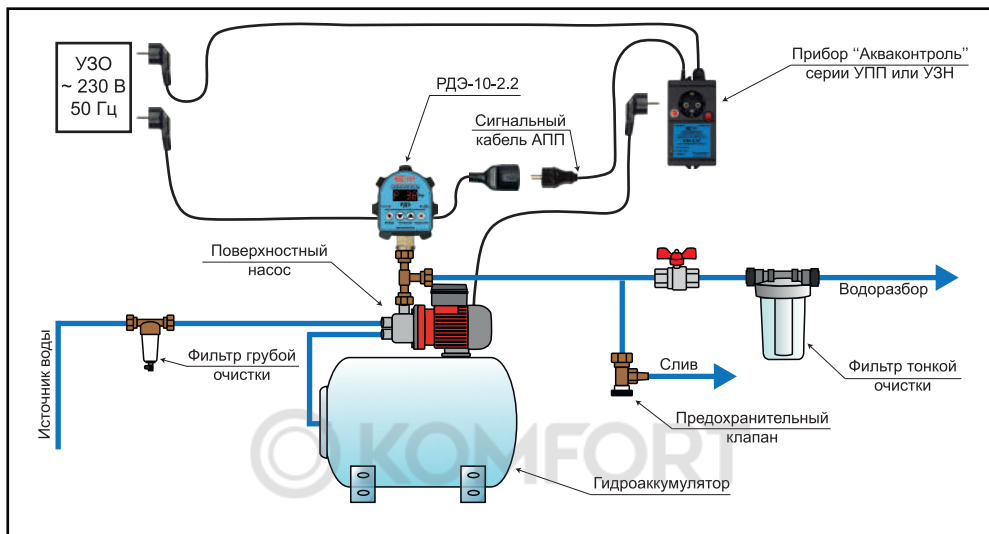 УЗО
~ 230 В
50 Гц
РДЭ-10-2.2
Сигнальный
кабель АПП
Прибор "Акваконтроль"
серии УПП или УЗН
РДЭ
Поверхностный
насос
Водоразбор
Источник воды
Фильтр грубой
очистки
Слив
Фильтр тонкой
очистки
Предохранительный
клапан
KOMFORT
Гидроаккумулятор